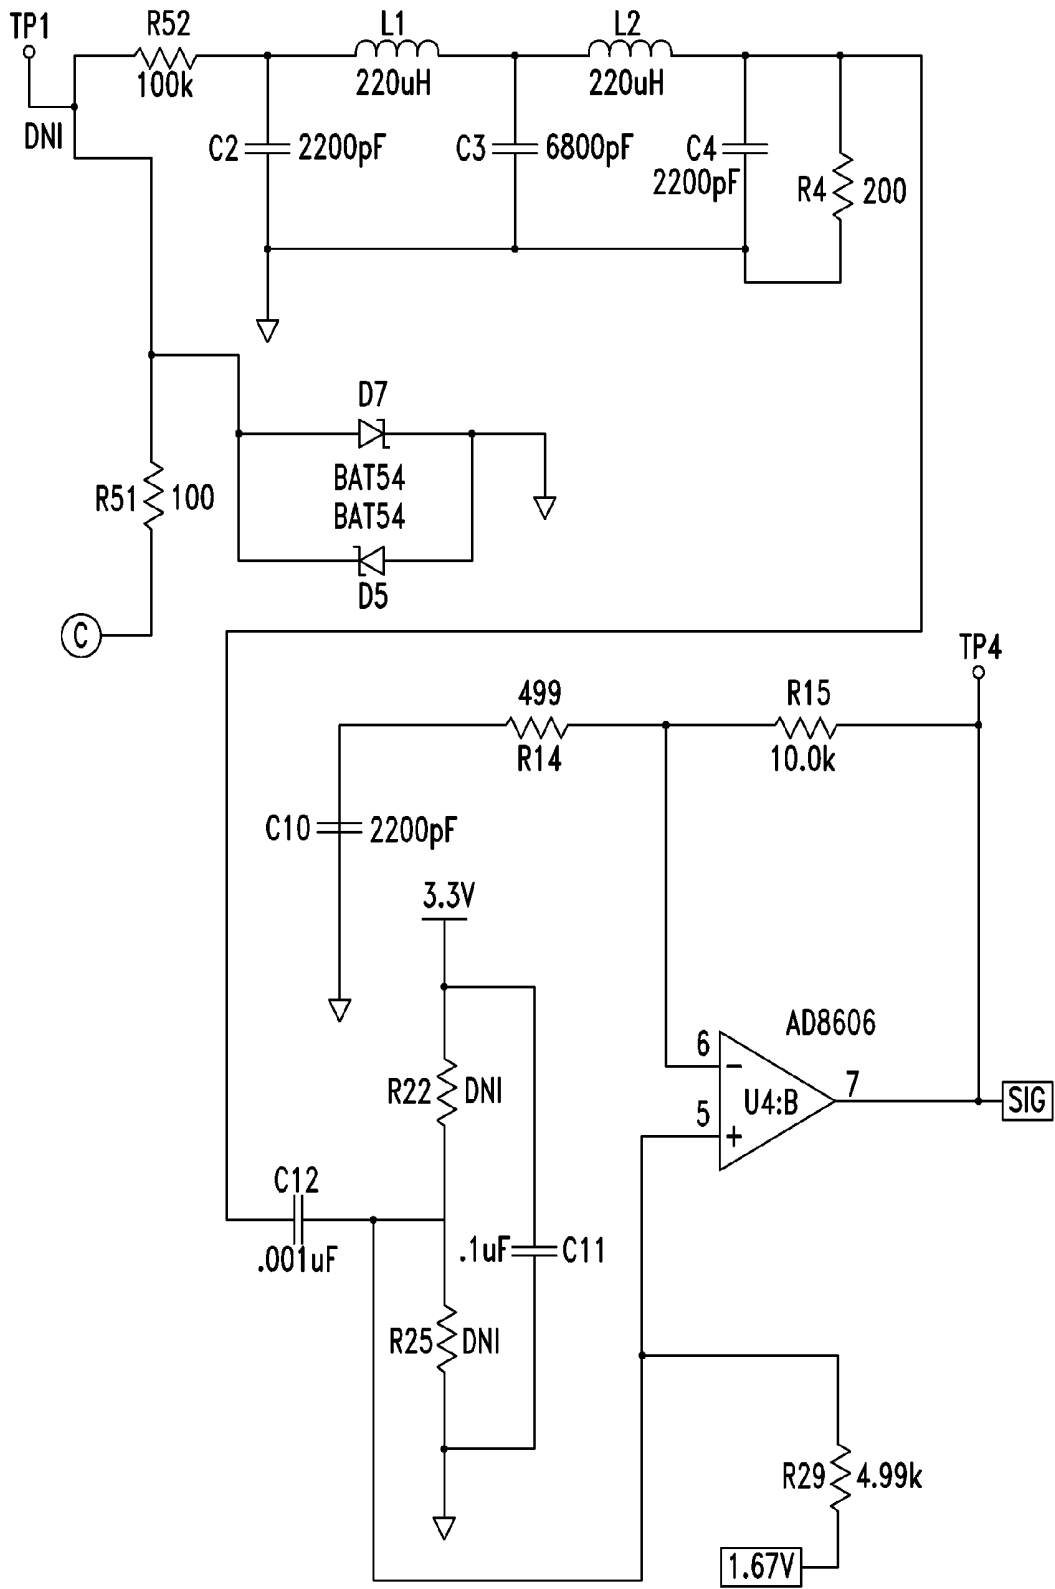 TP1
R52
100k
DNI
L1
220uH
L2
220uH
C2
2200pF
C3
6800pF
C4
2200pF
R4
200
D7
BAT54
BAT54
D5
R51
100
C
TP4
499
R14
R15
10.0k
C10
2200pF
3.3V
AD8606
6
5
7
U4:B
SIG
R22
DNI
C12
.001uF
.1uF
C11
R25
DNI
R29
4.99k
1.67V